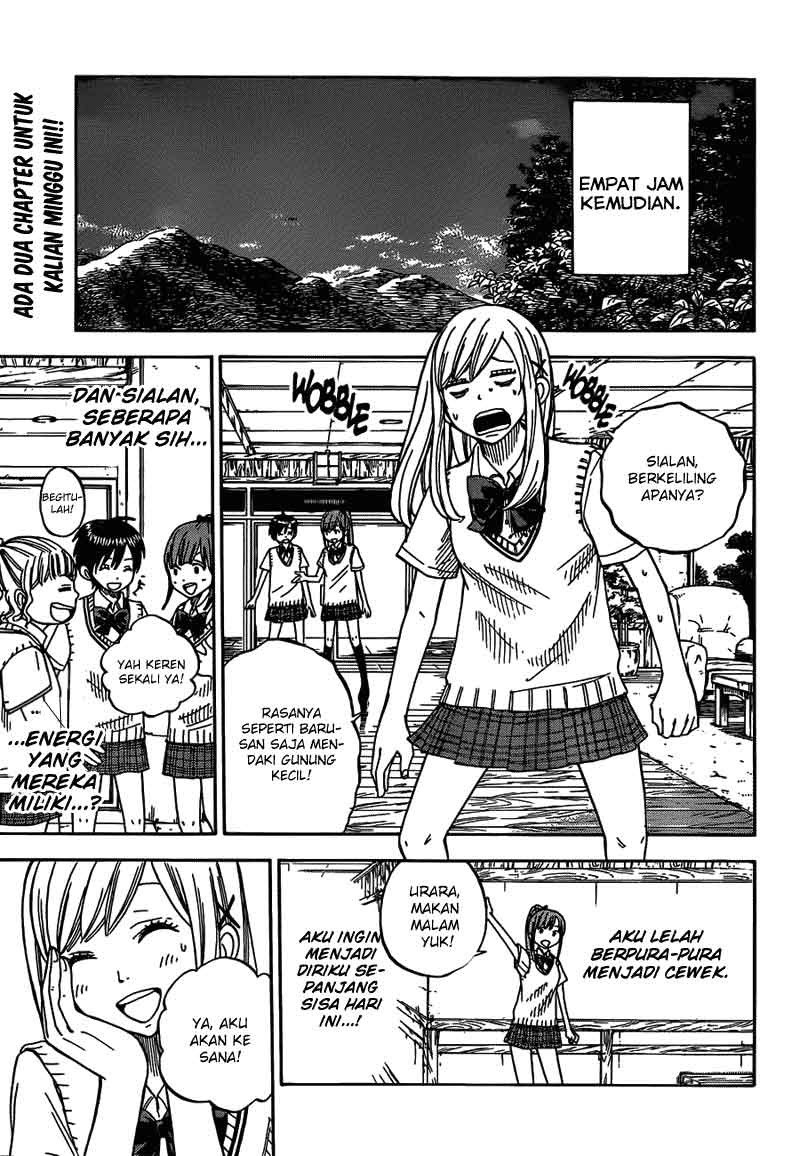 ADA DUA CHAPTER UNTUK
KALIAN MINGGU INI!!
EMPAT JAM
KEMUDIAN.
WOBBLE
WOBBLE
SIALAN,
BERKELILING
APANYA?
RASANYA
SEPERTI BARU-
SAN SAJA MEN-
DAKI GUNUNG
KECIL!
DAN SIALAN,
SEBERAPA
BANYAK SIH...
BEGITU-
LAH!
YAH KEREN
SEKALI YA!
...ENERGI
YANG
MEREKA
MILIKI...?
AKU LELAH
BERPURA-PURA
MENJADI CEWEK.
URARA,
MAKAN
MALAM
YUK!
AKU INGIN
MENJADI
DIRIKU SE-
PANJANG
SISA HARI
INI...!
YA, AKU
AKAN KE
SANA!